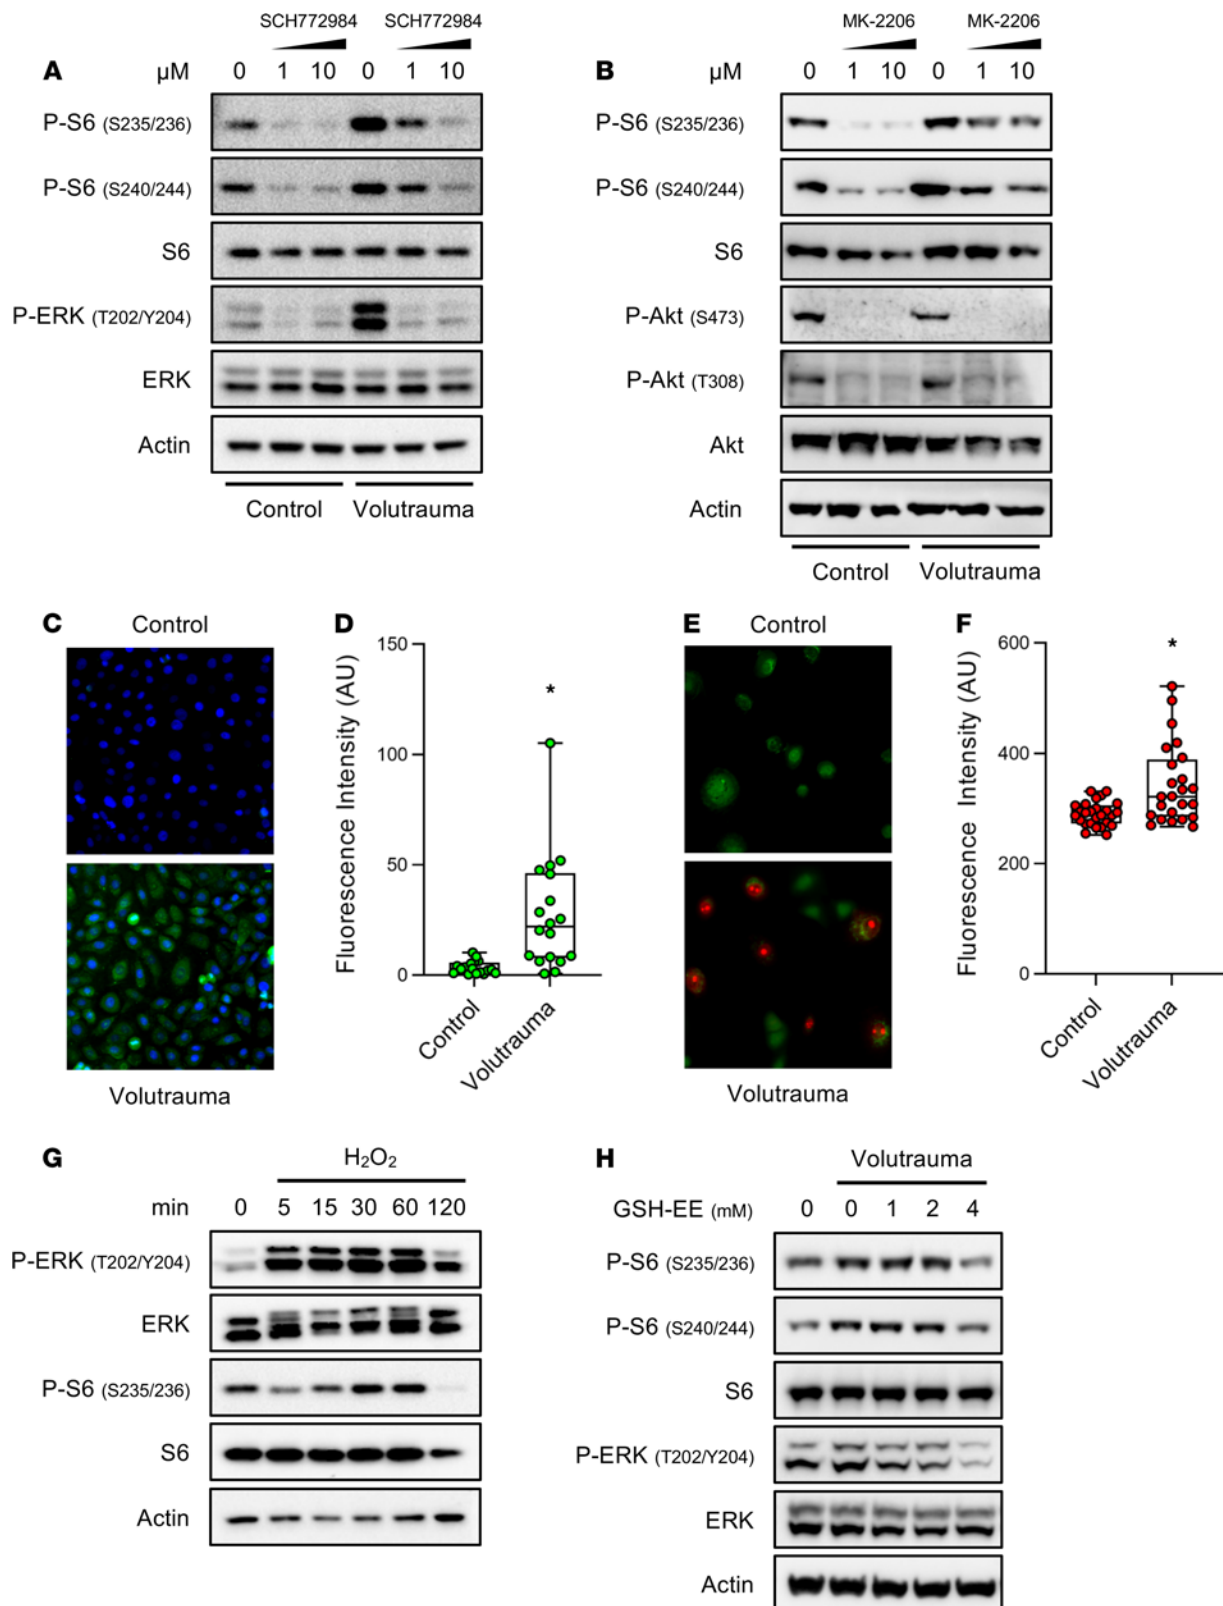 SCH772984 SCH772984
A µM 0 1 10 0 1 10
P-S6 (S235/236)
P-S6 (S240/244)
S6
P-ERK (T202/Y204)
ERK
Actin
Control Volutrauma
MK-2206 MK-2206
B µM 0 1 10 0 1 10
P-S6 (S235/236)
P-S6 (S240/244)
S6
P-Akt (S473)
P-Akt (T308)
Akt
Actin
Control Volutrauma
C Control
Volutrauma
D
Fluorescence Intensity (AU)
150
100
50
0
*
Control Volutrauma
E Control
Volutrauma
F
Fluorescence Intensity (AU)
600
400
200
0
*
Control Volutrauma
G H₂O₂
min 0 5 15 30 60 120
P-ERK (T202/Y204)
ERK
P-S6 (S235/236)
S6
Actin
H Volutrauma
GSH-EE (mM) 0 0 1 2 4
P-S6 (S235/236)
P-S6 (S240/244)
S6
P-ERK (T202/Y204)
ERK
Actin